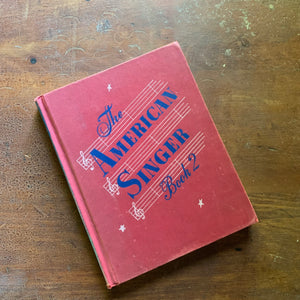 The
AMERICAN
SINGER
Book 2